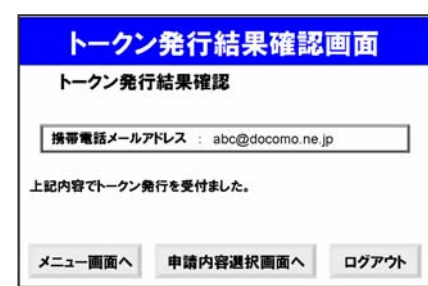 トークン発行結果確認画面
トークン発行結果確認
携帯電話メールアドレス : abc@docomo.ne.jp
上記内容でトークン発行を受付ました。
メニュー画面へ 申請内容選択画面へ ログアウト